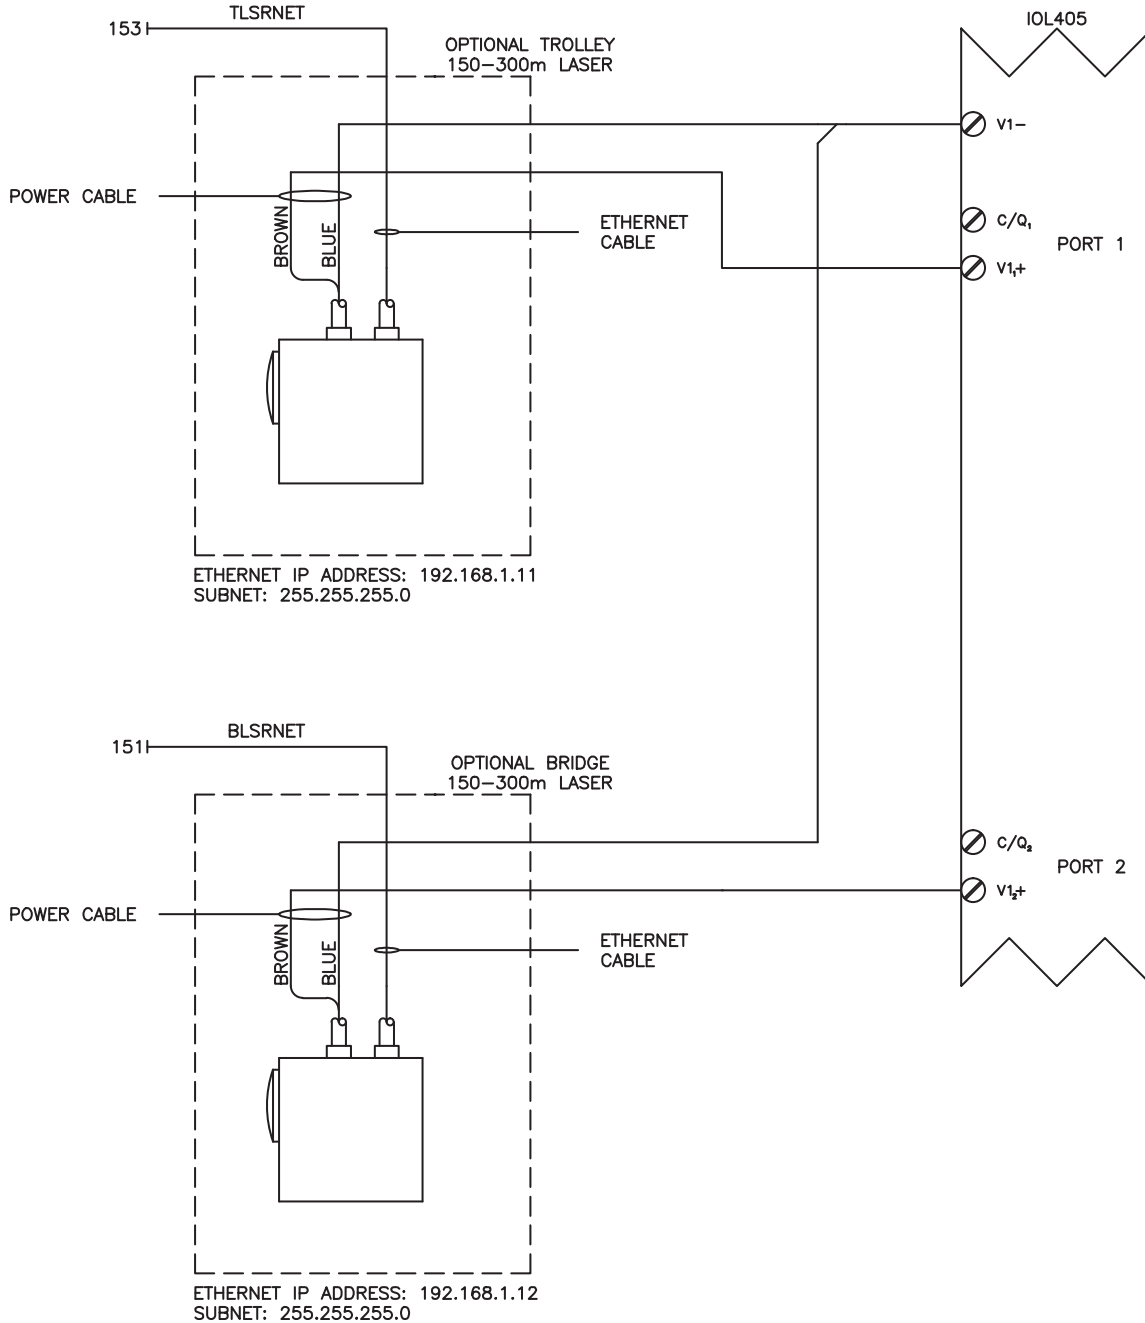 TLSRNET
153
IOL405
OPTIONAL TROLLEY
150-300m LASER
V1-
POWER CABLE
BROWN
BLUE
ETHERNET
CABLE
C/Q₁
PORT 1
V1₁+
ETHERNET IP ADDRESS: 192.168.1.11
SUBNET: 255.255.255.0
BLSRNET
151
OPTIONAL BRIDGE
150-300m LASER
C/Q₂
PORT 2
V1₂+
POWER CABLE
BROWN
BLUE
ETHERNET
CABLE
ETHERNET IP ADDRESS: 192.168.1.12
SUBNET: 255.255.255.0